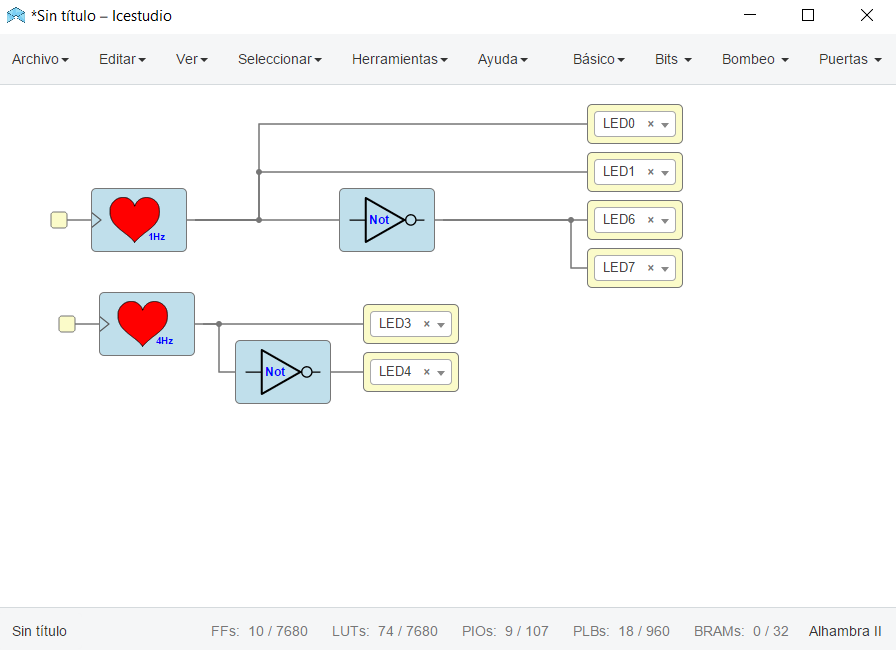 *Sin título – Icestudio
Archivo Editar Ver Seleccionar Herramientas Ayuda Básico Bits Bombeo Puertas
LED0 ×
LED1 ×
1Hz
Not
LED6 ×
LED7 ×
4Hz
LED3 ×
Not
LED4 ×
Sin título FFs: 10 / 7680 LUTs: 74 / 7680 PIOs: 9 / 107 PLBs: 18 / 960 BRAMs: 0 / 32 Alhambra II